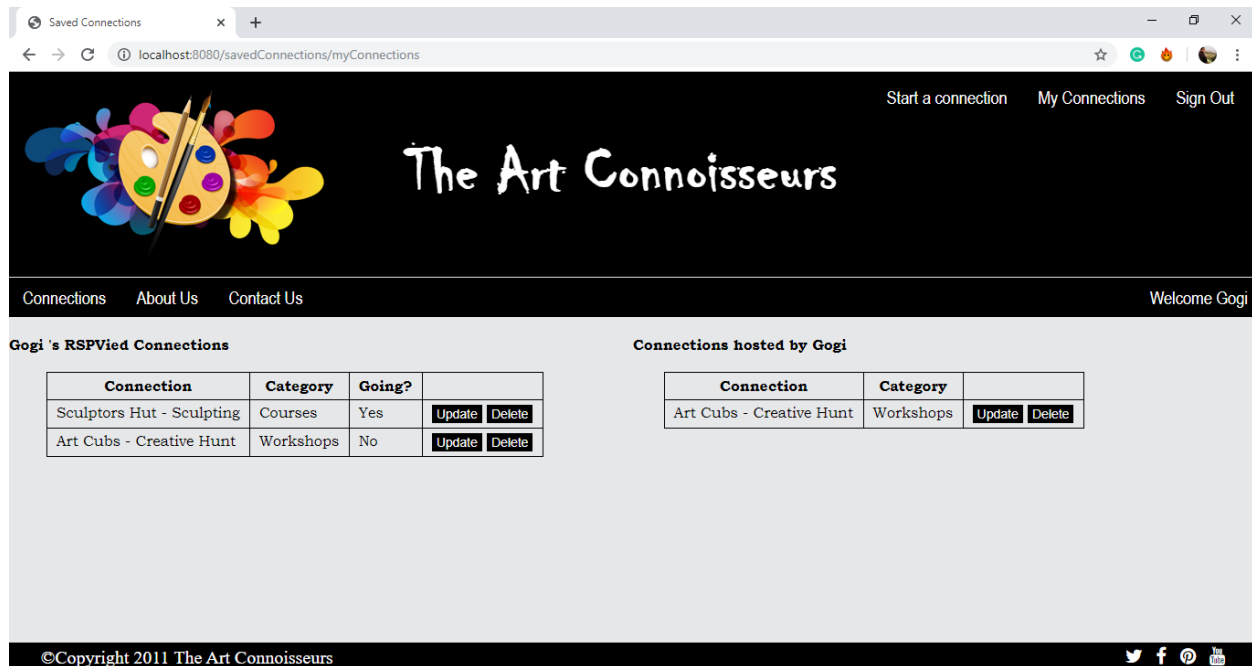 Saved Connections
localhost:8080/savedConnections/myConnections
Start a connection My Connections Sign Out
The Art Connoisseurs
Connections About Us Contact Us Welcome Gogi
Gogi 's RSPVied Connections
Connection Category Going?
Sculptors Hut - Sculpting Courses Yes Update Delete
Art Cubs - Creative Hunt Workshops No Update Delete
Connections hosted by Gogi
Connection Category
Art Cubs - Creative Hunt Workshops Update Delete
©Copyright 2011 The Art Connoisseurs
You Tube